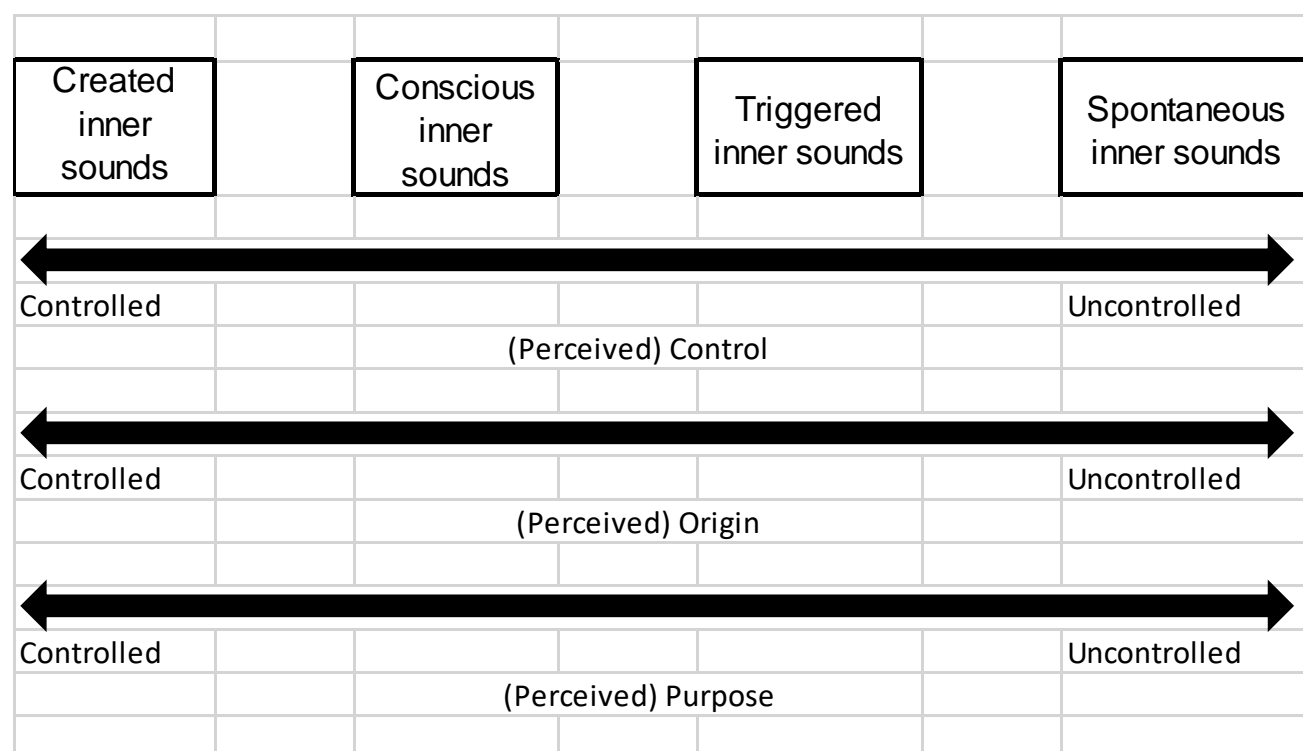 Created
inner
sounds
Conscious
inner
sounds
Triggered
inner sounds
Spontaneous
inner sounds
Controlled
Uncontrolled
(Perceived) Control
Controlled
Uncontrolled
(Perceived) Origin
Controlled
Uncontrolled
(Perceived) Purpose